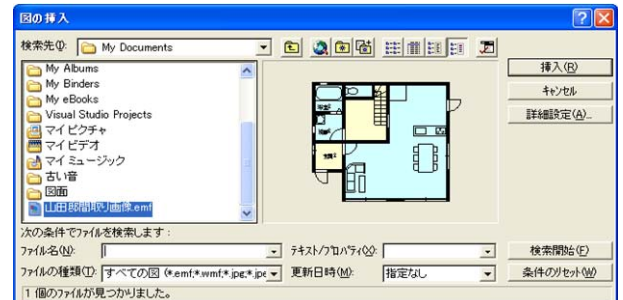 図の挿入
検索先(I): My Documents
My Albums
My Binders
My eBooks
Visual Studio Projects
マイ ピクチャ
マイ ビデオ
マイ ミュージック
古い音
図面
山田邸間取り画像.emf
挿入(R)
キャンセル
詳細設定(A)...
次の条件でファイルを検索します:
ファイル名(N): テキスト/プロパティ(X): 検索開始(F)
ファイルの種類(T): すべての図 (*.emf;*.wmf;*.jpg;*.jpe 更新日時(M): 指定なし 条件のリセット(W)
1 個のファイルが見つかりました。